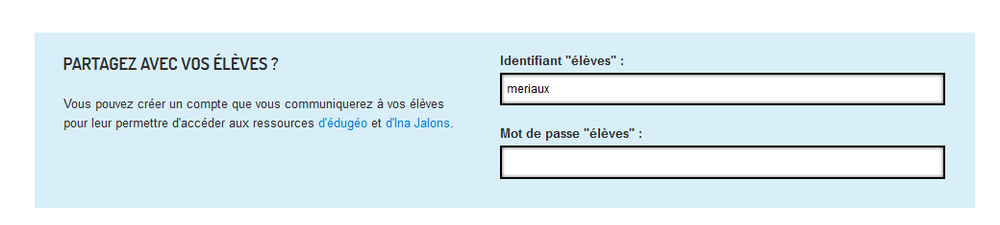 PARTAGEZ AVEC VOS ÉLÈVES ?
Vous pouvez créer un compte que vous communiquerez à vos élèves
pour leur permettre d'accéder aux ressources d'édugéo et d'Ina Jalons.
Identifiant "élèves" :
meriaux
Mot de passe "élèves" :